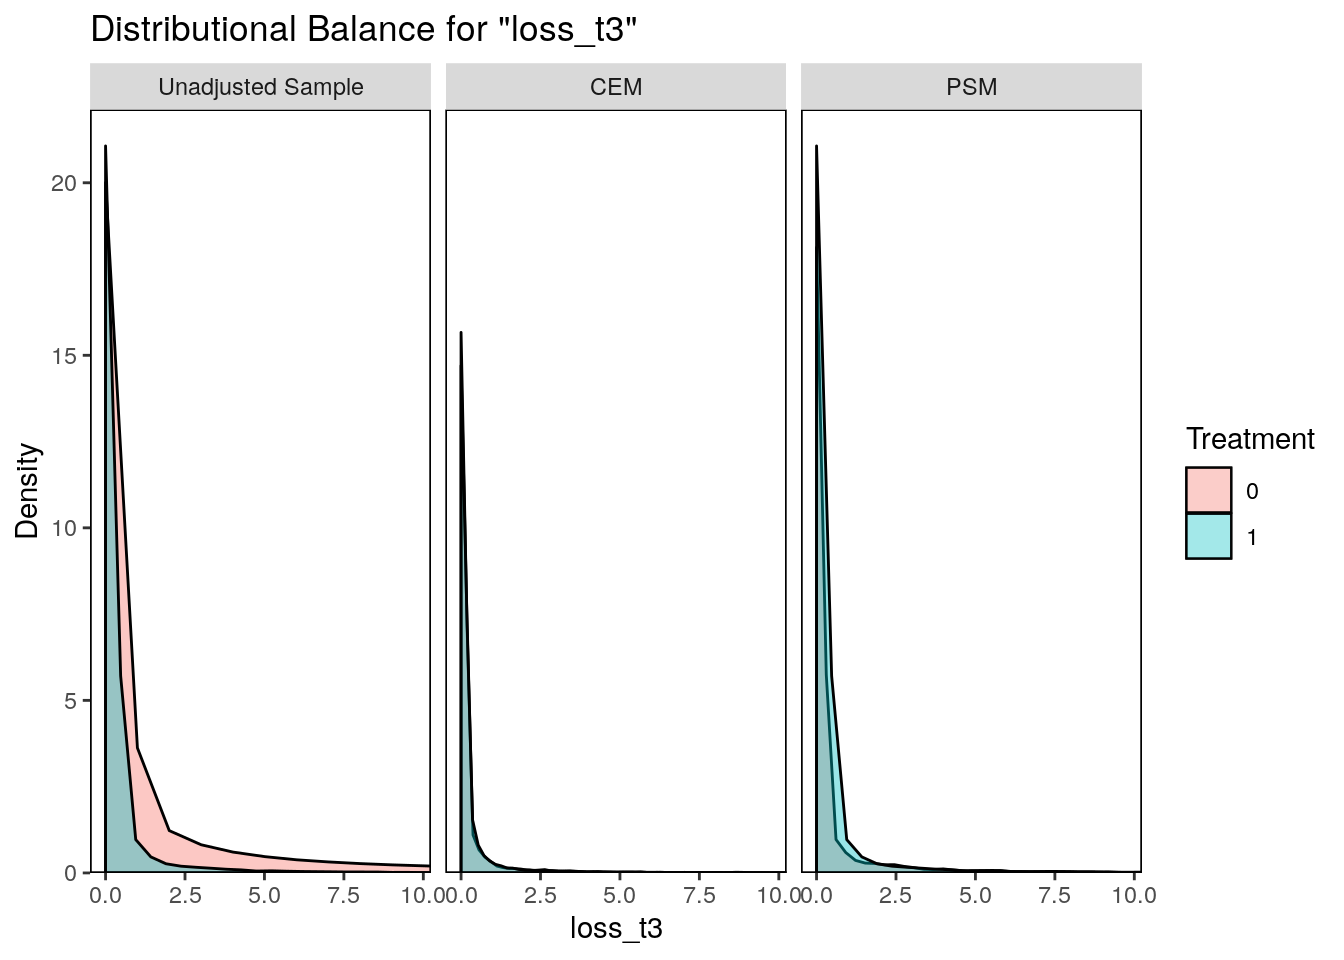 Distributional Balance for "loss_t3"
Unadjusted Sample
CEM
PSM
Density
20
15
10
5
0
0.0 2.5 5.0 7.5 10.0
0.0 2.5 5.0 7.5 10.0
0.0 2.5 5.0 7.5 10.0
loss_t3
Treatment
0
1